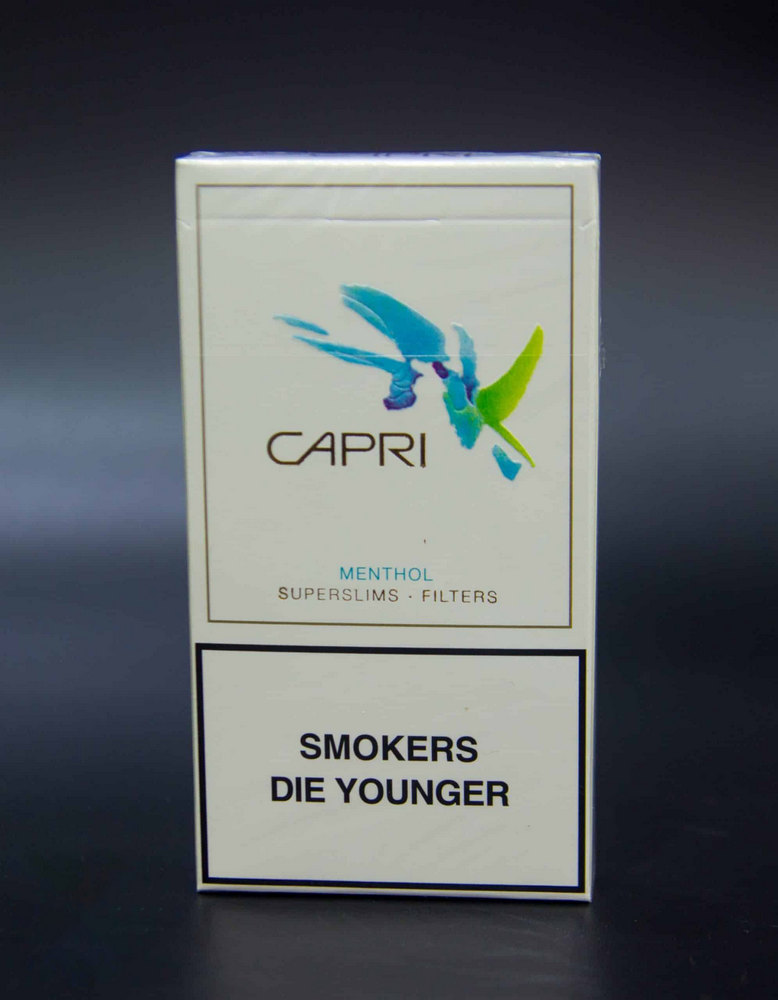 CAPRI
MENTHOL
SUPERSLIMS · FILTERS
SMOKERS
DIE YOUNGER